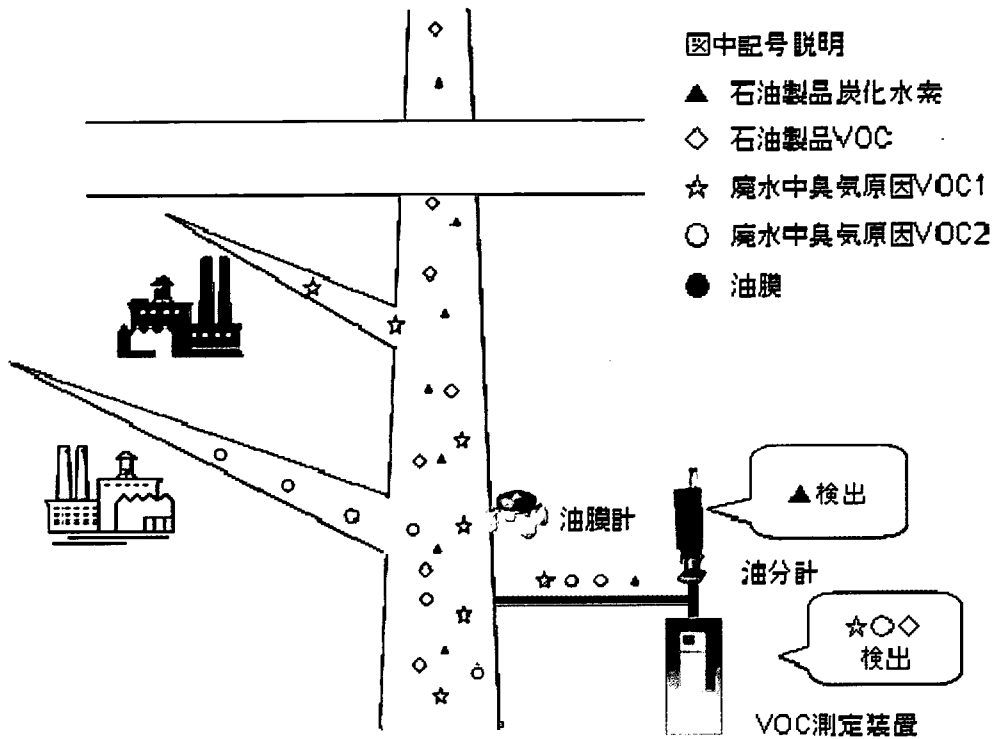 図中記号説明
▲ 石油製品炭化水素
◇ 石油製品VOC
☆ 廃水中臭気原因VOC1
○ 廃水中臭気原因VOC2
● 油膜
▲検出
油膜計
油分計
☆○◇
検出
VOC測定装置